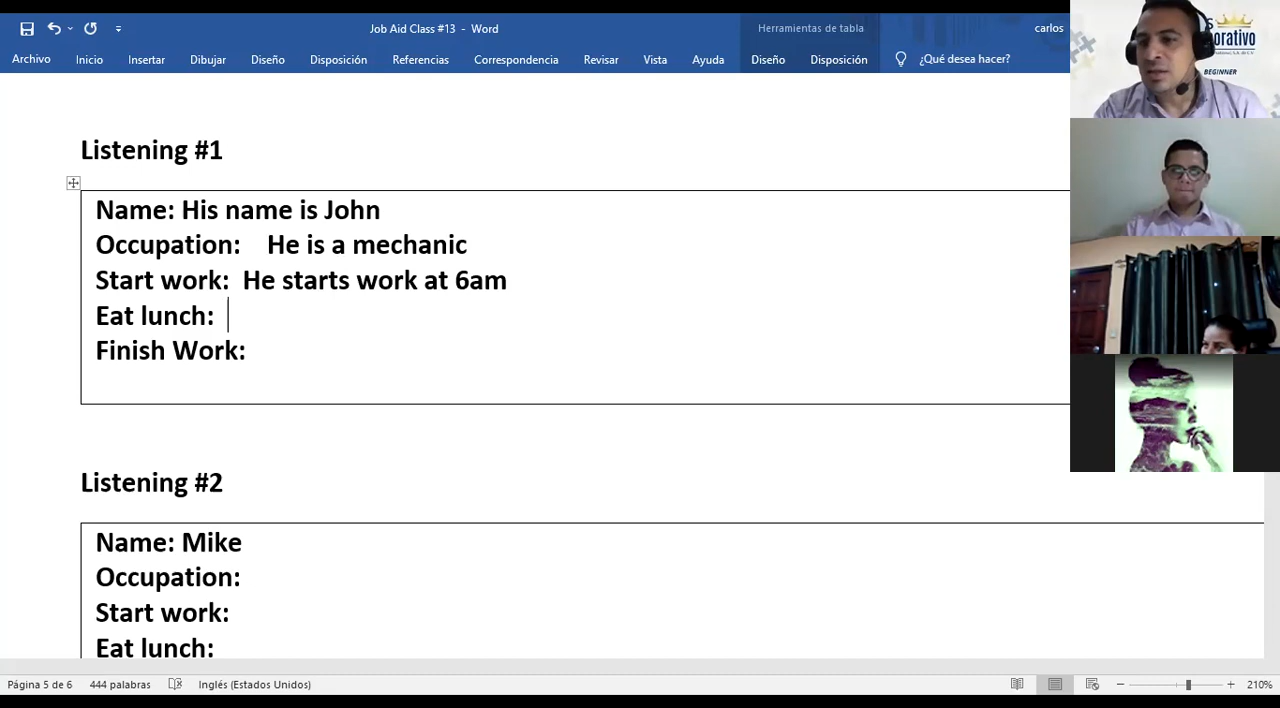 Job Aid Class #13 - Word
Herramientas de tabla
carlos
Archivo Inicio Insertar Dibujar Diseño Disposición Referencias Correspondencia Revisar Vista Ayuda Diseño Disposición ¿Qué desea hacer?
BEGINNER
Listening #1
Name: His name is John
Occupation: He is a mechanic
Start work: He starts work at 6am
Eat lunch:
Finish Work:
Listening #2
Name: Mike
Occupation:
Start work:
Eat lunch:
Página 5 de 6 444 palabras Inglés (Estados Unidos) 210%